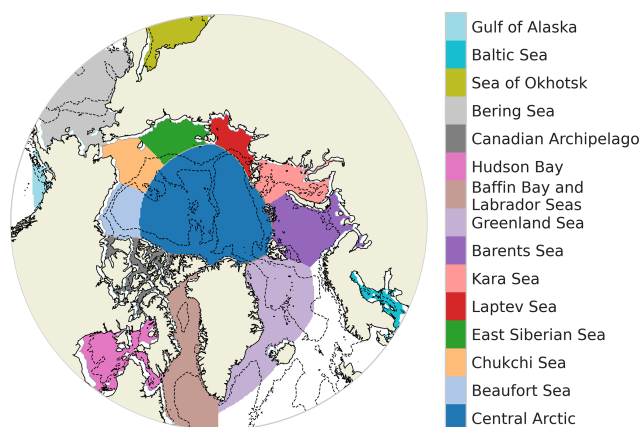 Gulf of Alaska
Baltic Sea
Sea of Okhotsk
Bering Sea
Canadian Archipelago
Hudson Bay
Baffin Bay and
Labrador Seas
Greenland Sea
Barents Sea
Kara Sea
Laptev Sea
East Siberian Sea
Chukchi Sea
Beaufort Sea
Central Arctic